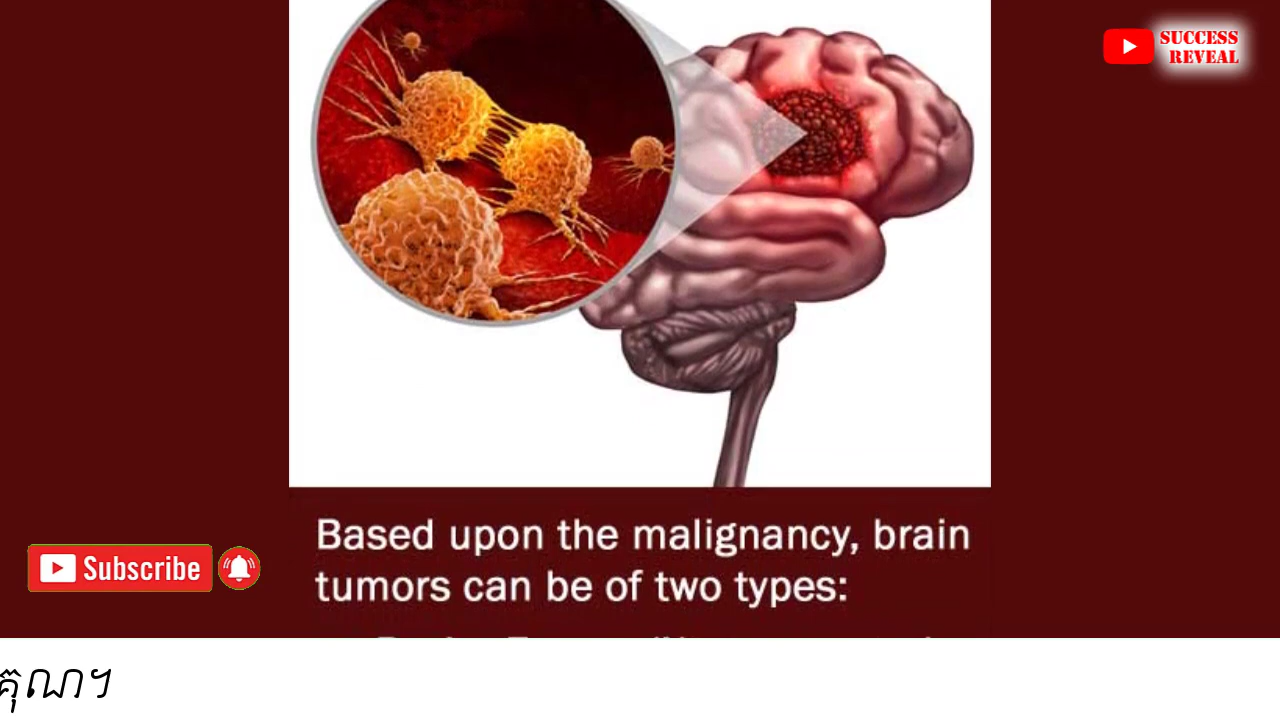 SUCCESS
REVEAL
Based upon the malignancy, brain
tumors can be of two types:
Subscribe
គុណ។